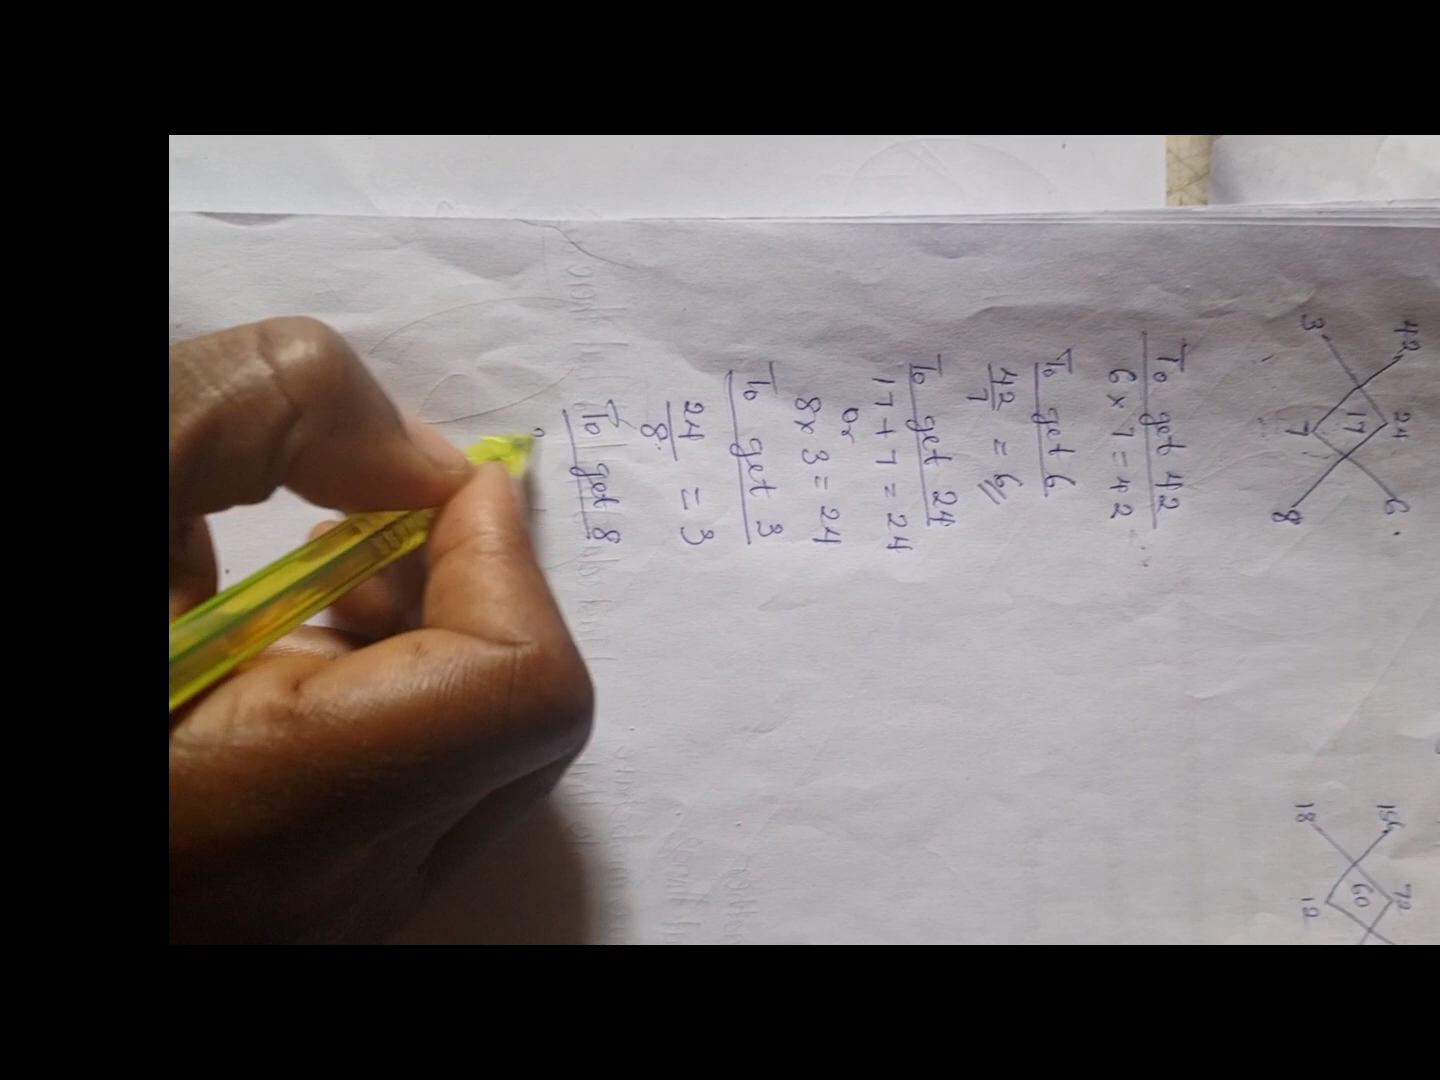 42 24 6
17
3 7 8
15 72
60
18 12
To get 42
6 x 7 = 42
To get 6
42/7 = 6
To get 24
17 + 7 = 24
Or
8 x 3 = 24
To get 3
24/8 = 3
To get 8